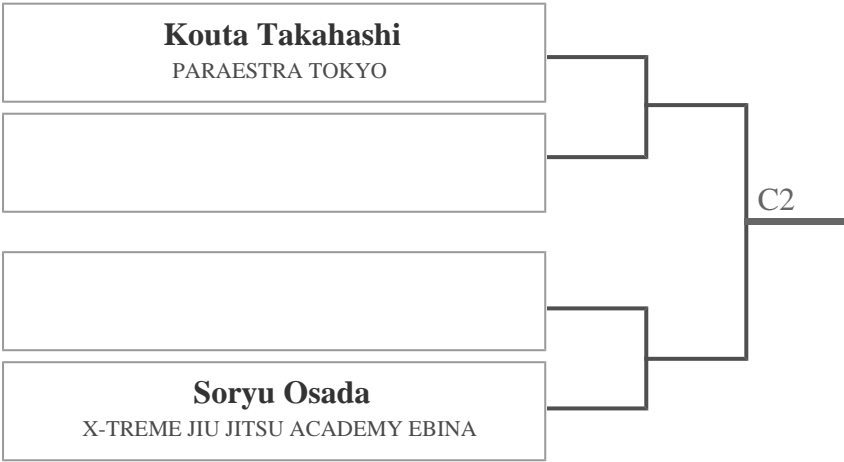 Kouta Takahashi
PARAESTRA TOKYO
C2
Soryu Osada
X-TREME JIU JITSU ACADEMY EBINA